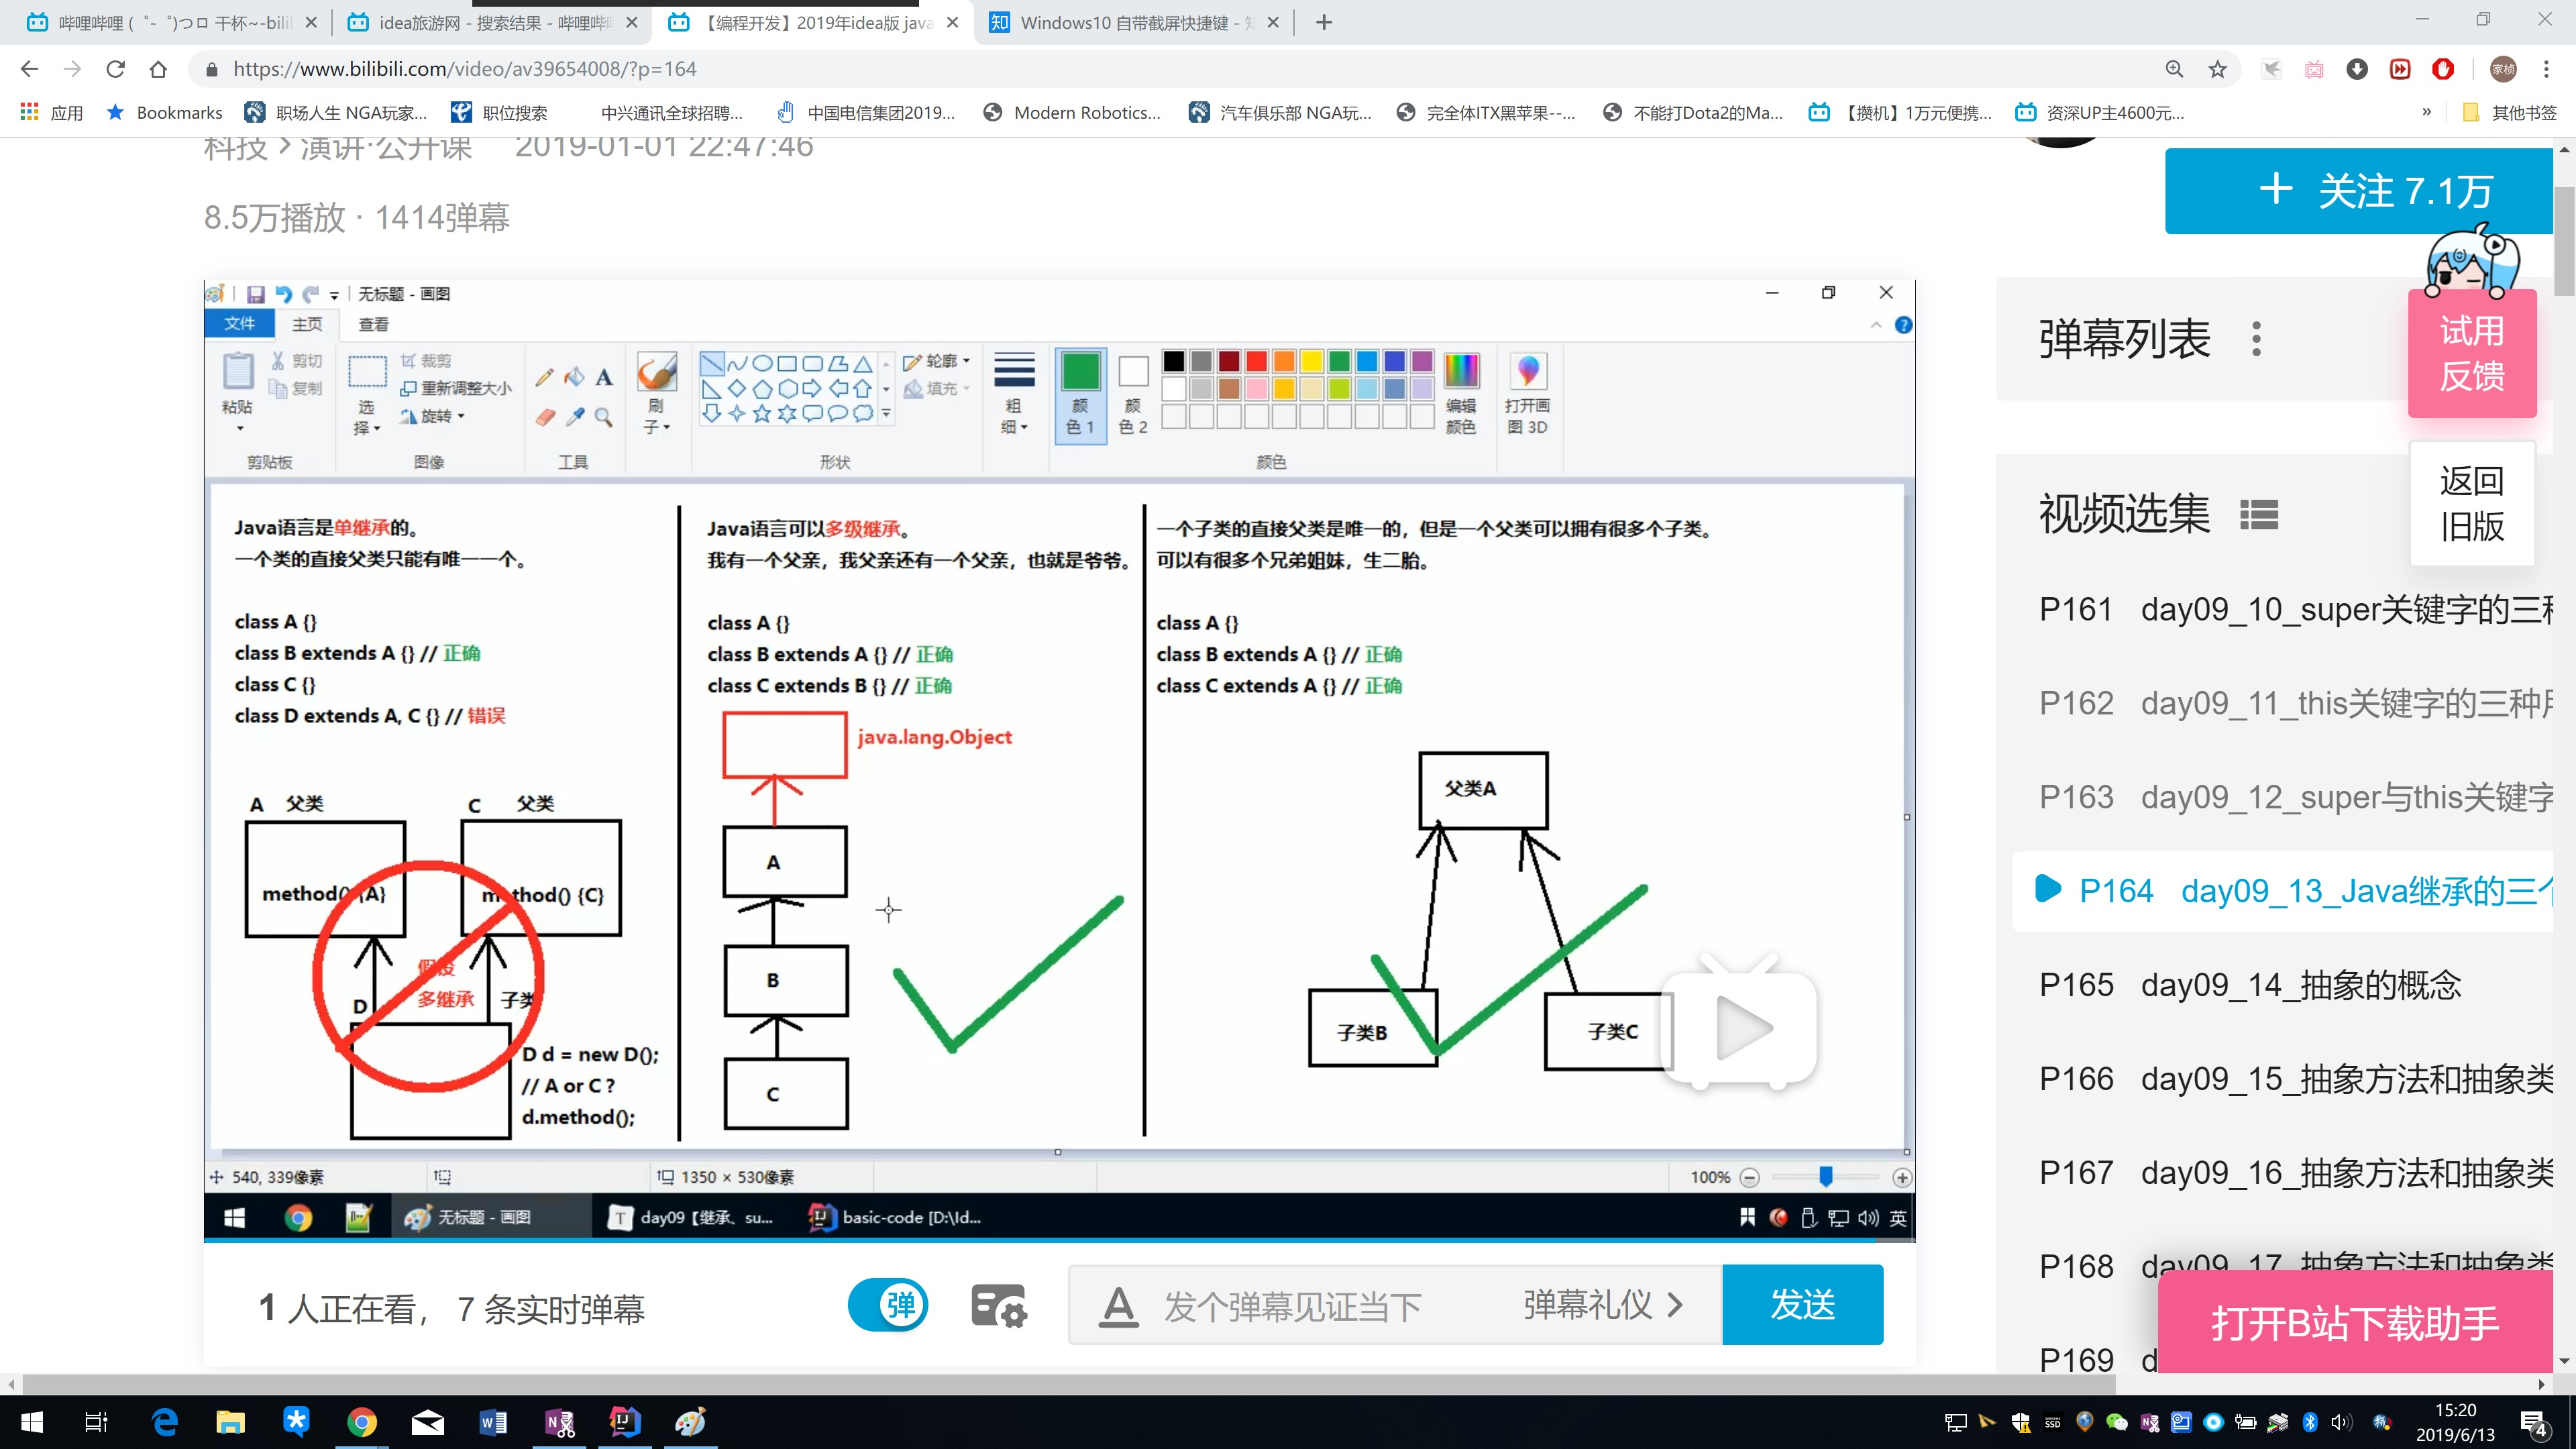 哔哩哔哩 (゜-゜)つロ 干杯~-bili
idea旅游网 - 搜索结果 - 哔哩哔哩
【编程开发】2019年idea版 java
Windows10 自带截屏快捷键 - 知
https://www.bilibili.com/video/av39654008/?p=164
家桢
应用
Bookmarks
职场人生 NGA玩家...
职位搜索
中兴通讯全球招聘...
中国电信集团2019...
Modern Robotics...
汽车俱乐部 NGA玩...
完全体ITX黑苹果--...
不能打Dota2的Ma...
【攒机】1万元便携...
资深UP主4600元...
»
其他书签
科技 > 演讲·公开课 2019-01-01 22:47:46
8.5万播放 · 1414弹幕
+ 关注 7.1万
试用
反馈
返回
旧版
弹幕列表
视频选集
P161 day09_10_super关键字的三种
P162 day09_11_this关键字的三种用
P163 day09_12_super与this关键字
P164 day09_13_Java继承的三个
P165 day09_14_抽象的概念
P166 day09_15_抽象方法和抽象类
P167 day09_16_抽象方法和抽象类
P168 day09_17_抽象方法和抽象类
P169 d
打开B站下载助手
无标题 - 画图
文件 主页 查看
粘贴
剪切
复制
剪贴板
选择
裁剪
重新调整大小
旋转
图像
A
工具
刷子
轮廓
填充
形状
粗细
颜色 1
颜色 2
编辑颜色
颜色
打开画图 3D
Java语言是单继承的。
一个类的直接父类只能有唯一一个。
class A {}
class B extends A {} // 正确
class C {}
class D extends A, C {} // 错误
A 父类
C 父类
method() {A}
method() {C}
假设
多继承
D
子类
D d = new D();
// A or C ?
d.method();
Java语言可以多级继承。
我有一个父亲，我父亲还有一个父亲，也就是爷爷。
class A {}
class B extends A {} // 正确
class C extends B {} // 正确
java.lang.Object
A
B
C
一个子类的直接父类是唯一的，但是一个父类可以拥有很多个子类。
可以有很多个兄弟姐妹，生二胎。
class A {}
class B extends A {} // 正确
class C extends A {} // 正确
父类A
子类B
子类C
540, 339像素
1350 × 530像素
100%
无标题 - 画图
day09【继承、su...
basic-code [D:\Id...
英
1 人正在看， 7 条实时弹幕
弹
A
发个弹幕见证当下
弹幕礼仪 >
发送
SSD
15:20
2019/6/13
4